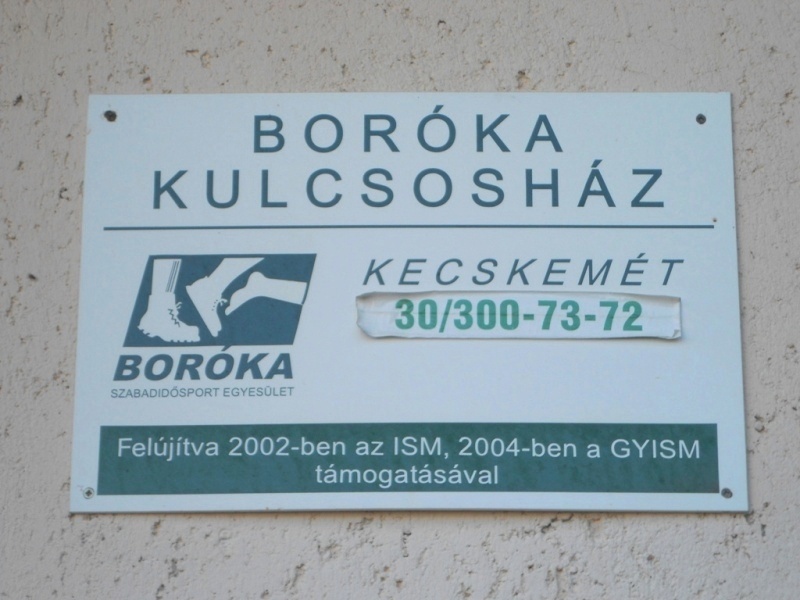 BORÓKA
KULCSOSHÁZ
KECSKEMÉT
30/300-73-72
BORÓKA
SZABADIDŐSPORT EGYESÜLET
Felújítva 2002-ben az ISM, 2004-ben a GYISM
támogatásával